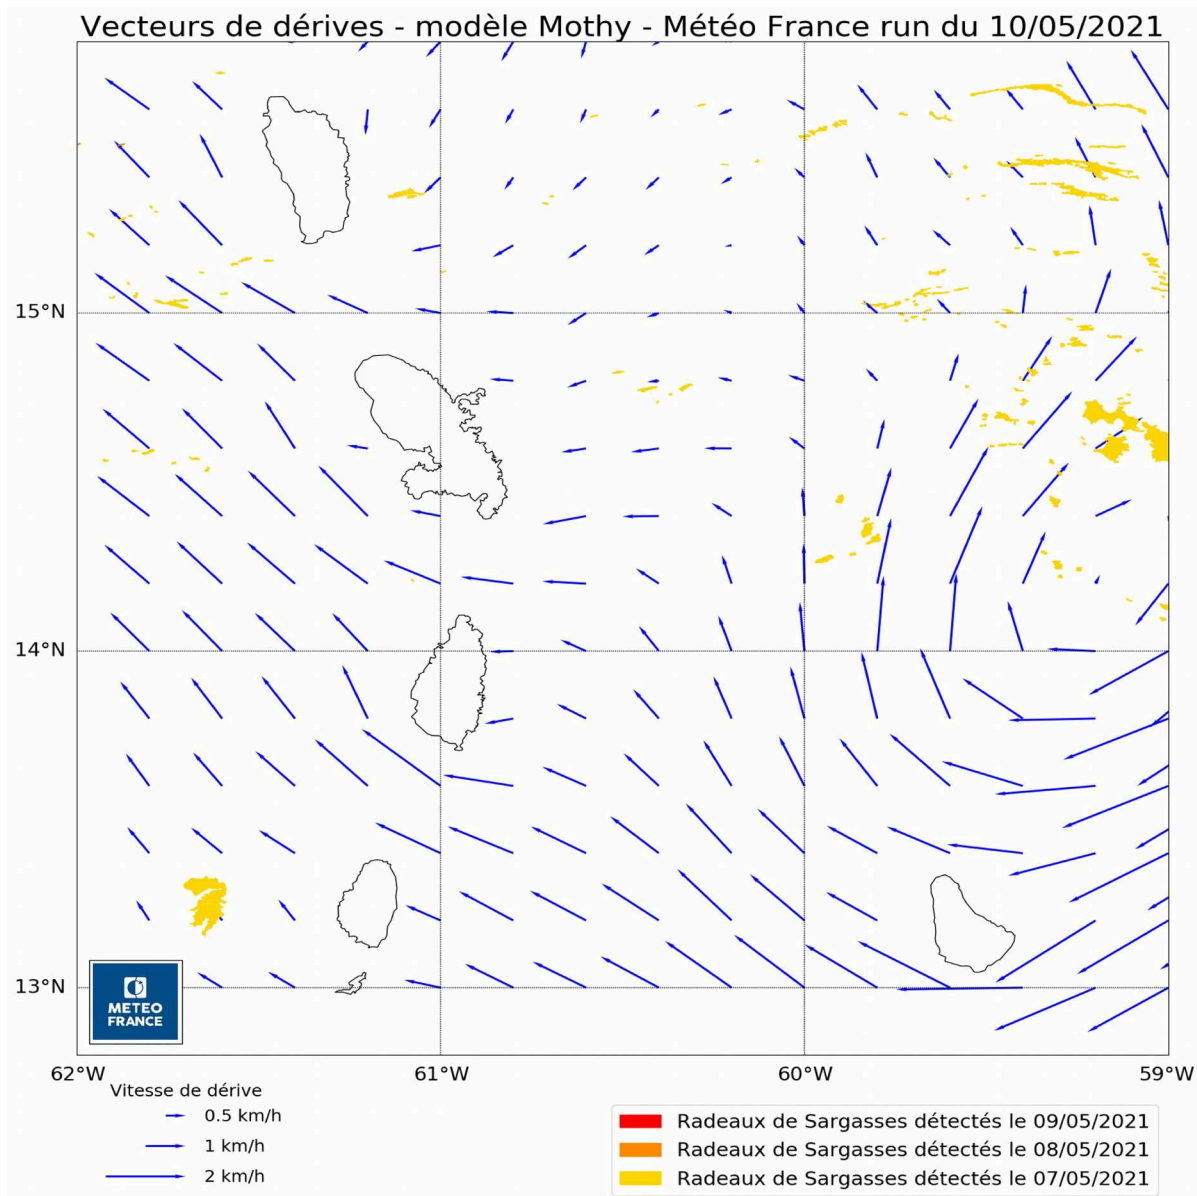 Vecteurs de dérives - modèle Mothy - Météo France run du 10/05/2021
15°N
14°N
13°N
METEO
FRANCE
62°W
61°W
60°W
59°W
Vitesse de dérive
0.5 km/h
1 km/h
2 km/h
Radeaux de Sargasses détectés le 09/05/2021
Radeaux de Sargasses détectés le 08/05/2021
Radeaux de Sargasses détectés le 07/05/2021